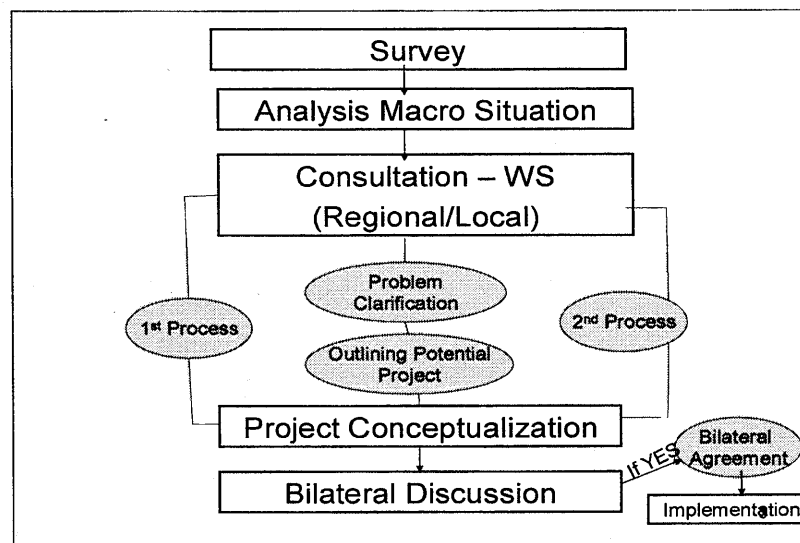 Survey
Analysis Macro Situation
Consultation – WS
(Regional/Local)
Problem
Clarification
1st Process
2nd Process
Outlining Potential
Project
Project Conceptualization
Bilateral Discussion
If YES
Bilateral
Agreement
Implementation